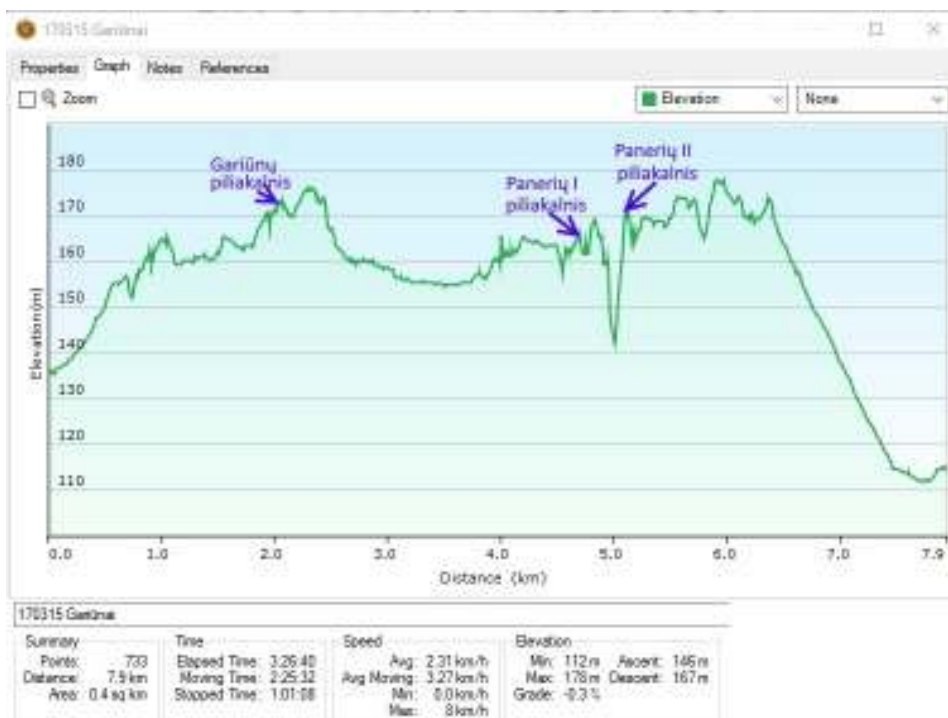 170315 Gariūnai
Properties Graph Notes References
Zoom
Elevation None
180
170
160
150
140
130
120
110
Elevation (m)
Gariūnų
piliakalnis
Panerių I
piliakalnis
Panerių II
piliakalnis
0.0 1.0 2.0 3.0 4.0 5.0 6.0 7.0 7.9
Distance (km)
170315 Gariūnai
Summary
Points: 733
Distance: 7.9 km
Area: 0.4 sq km
Time
Elapsed Time: 3:26:40
Moving Time: 2:25:32
Stopped Time: 1:01:08
Speed
Avg: 2.31 km/h
Avg Moving: 3.27 km/h
Min: 0.0 km/h
Max: 8 km/h
Elevation
Min: 112 m Ascent: 146 m
Max: 178 m Descent: 167 m
Grade: -0.3 %